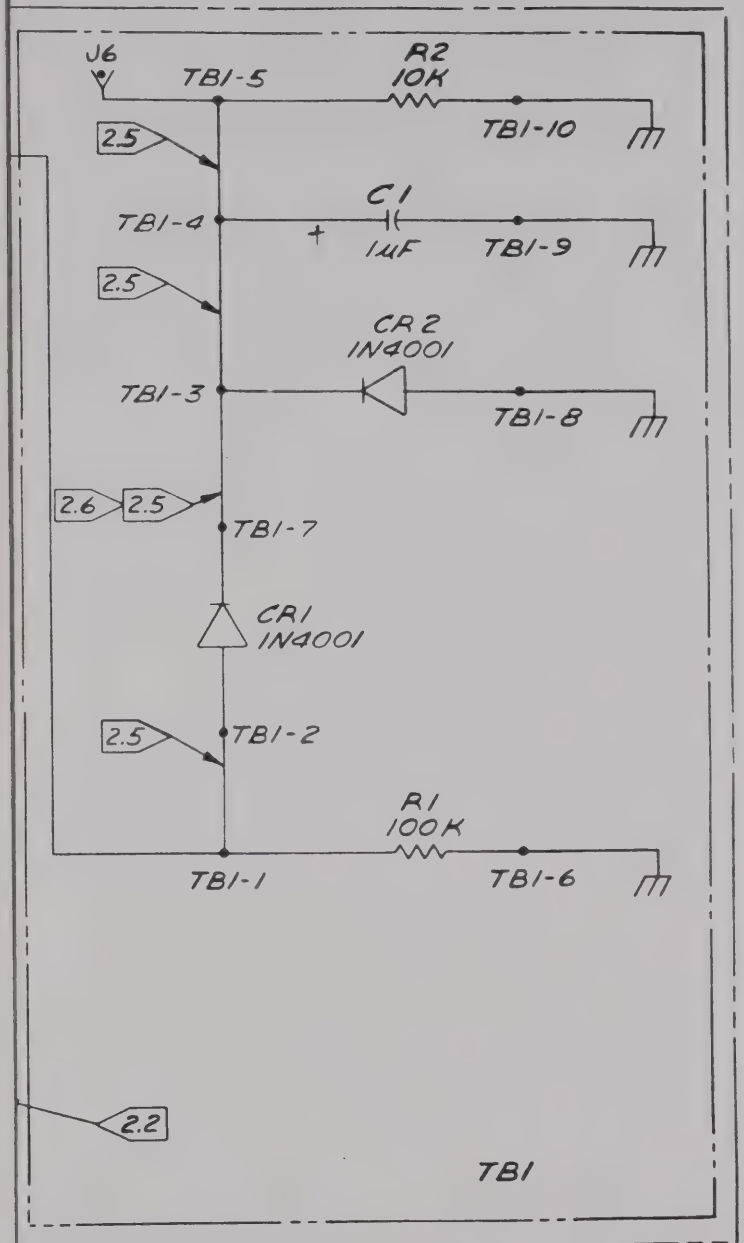 J6
TB1-5
R2
10K
TB1-10
2.5
TB1-4
+
C1
1µF
TB1-9
2.5
CR2
1N4001
TB1-3
TB1-8
2.6
2.5
TB1-7
CR1
1N4001
2.5
TB1-2
R1
100K
TB1-1
TB1-6
2.2
TB1